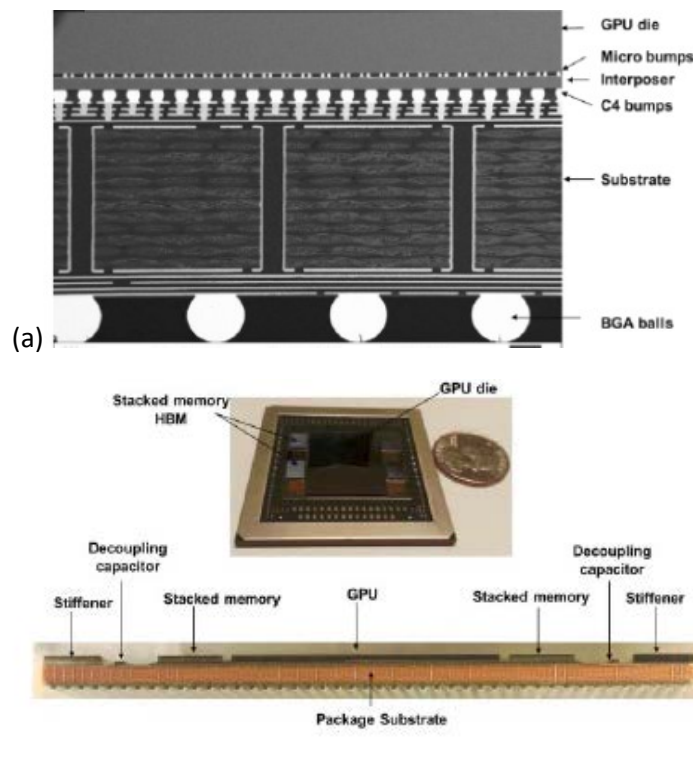 GPU die
Micro bumps
Interposer
C4 bumps
Substrate
BGA balls
(a)
GPU die
Stacked memory
HBM
Decoupling
capacitor
Decoupling
capacitor
Stiffener
Stacked memory
GPU
Stacked memory
Stiffener
Package Substrate